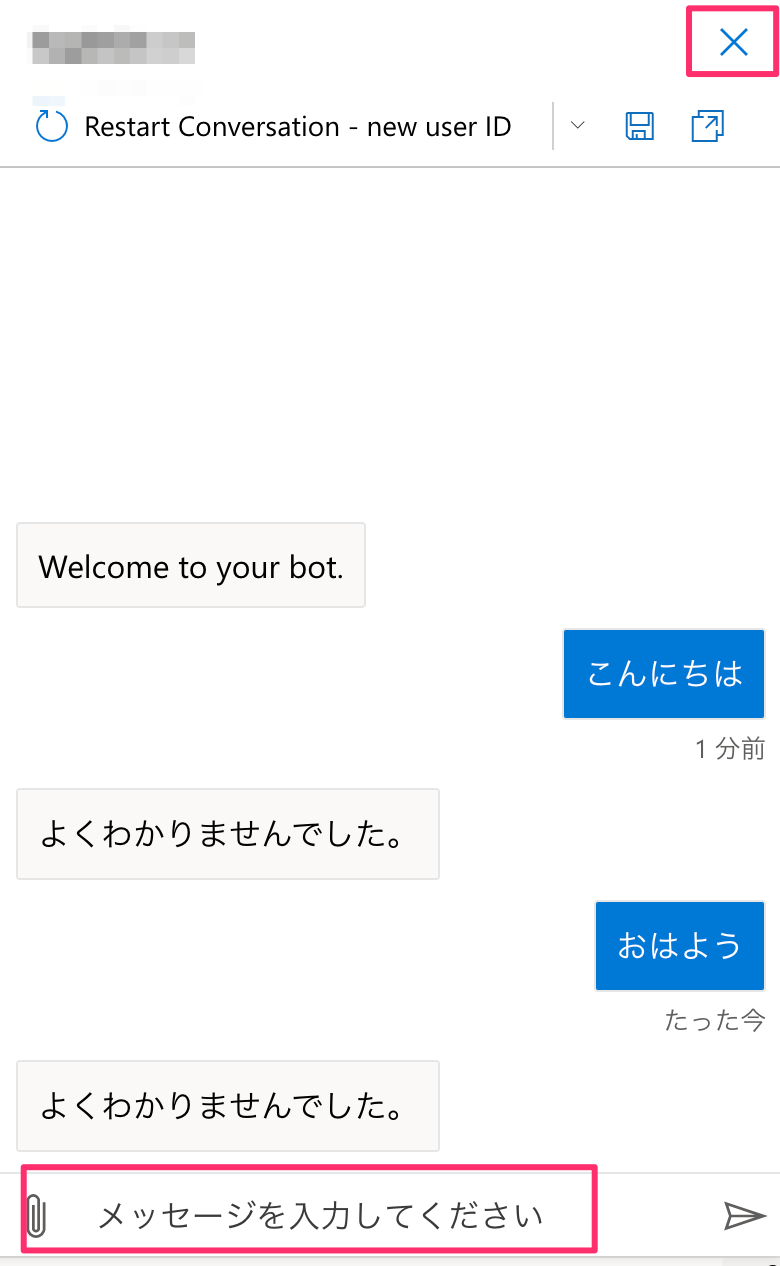 Restart Conversation - new user ID
Welcome to your bot.
こんにちは
1 分前
よくわかりませんでした。
おはよう
たった今
よくわかりませんでした。
メッセージを入力してください